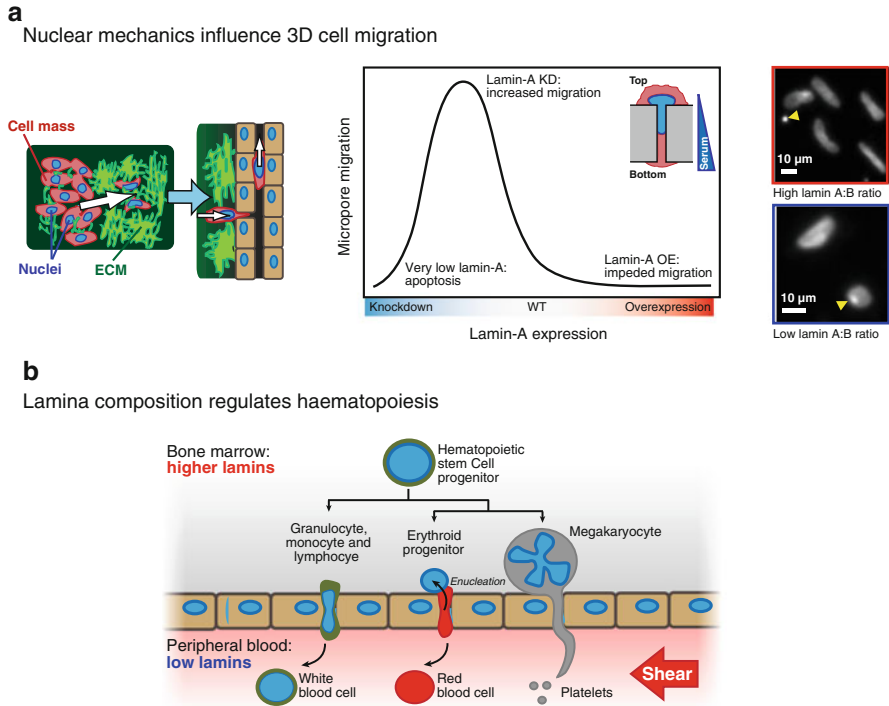 a
Nuclear mechanics influence 3D cell migration
Cell mass
Nuclei
ECM
Micropore migration
Lamin-A KD:
increased migration
Very low lamin-A:
apoptosis
Lamin-A OE:
impeded migration
Top
Bottom
Serum
Knockdown
WT
Overexpression
Lamin-A expression
10 µm
High lamin A:B ratio
10 µm
Low lamin A:B ratio
b
Lamina composition regulates haematopoiesis
Bone marrow:
higher lamins
Hematopoietic
stem Cell
progenitor
Granulocyte,
monocyte and
lymphocye
Erythroid
progenitor
Megakaryocyte
Enucleation
Peripheral blood:
low lamins
White
blood cell
Red
blood cell
Platelets
Shear